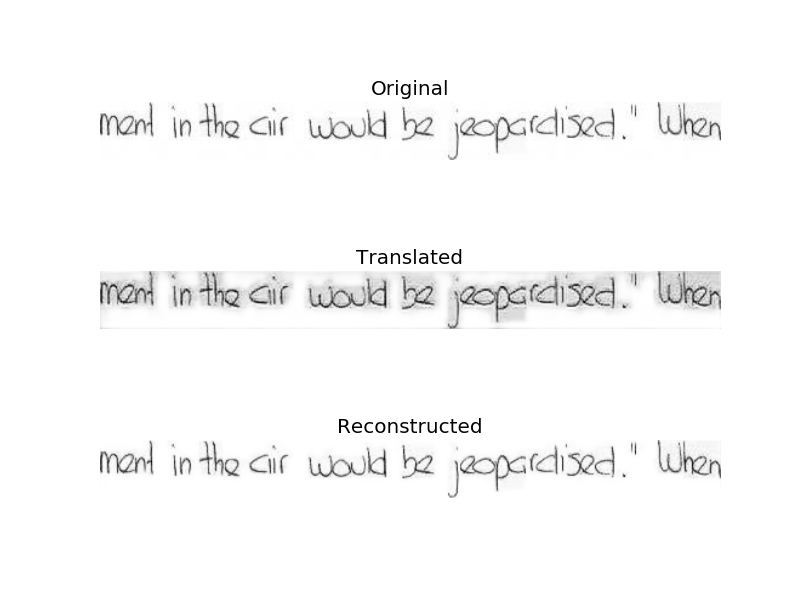 Original
ment in the air would be jeopardised." When
Translated
ment in the air would be jeopardised." When
Reconstructed
ment in the air would be jeopardised." When